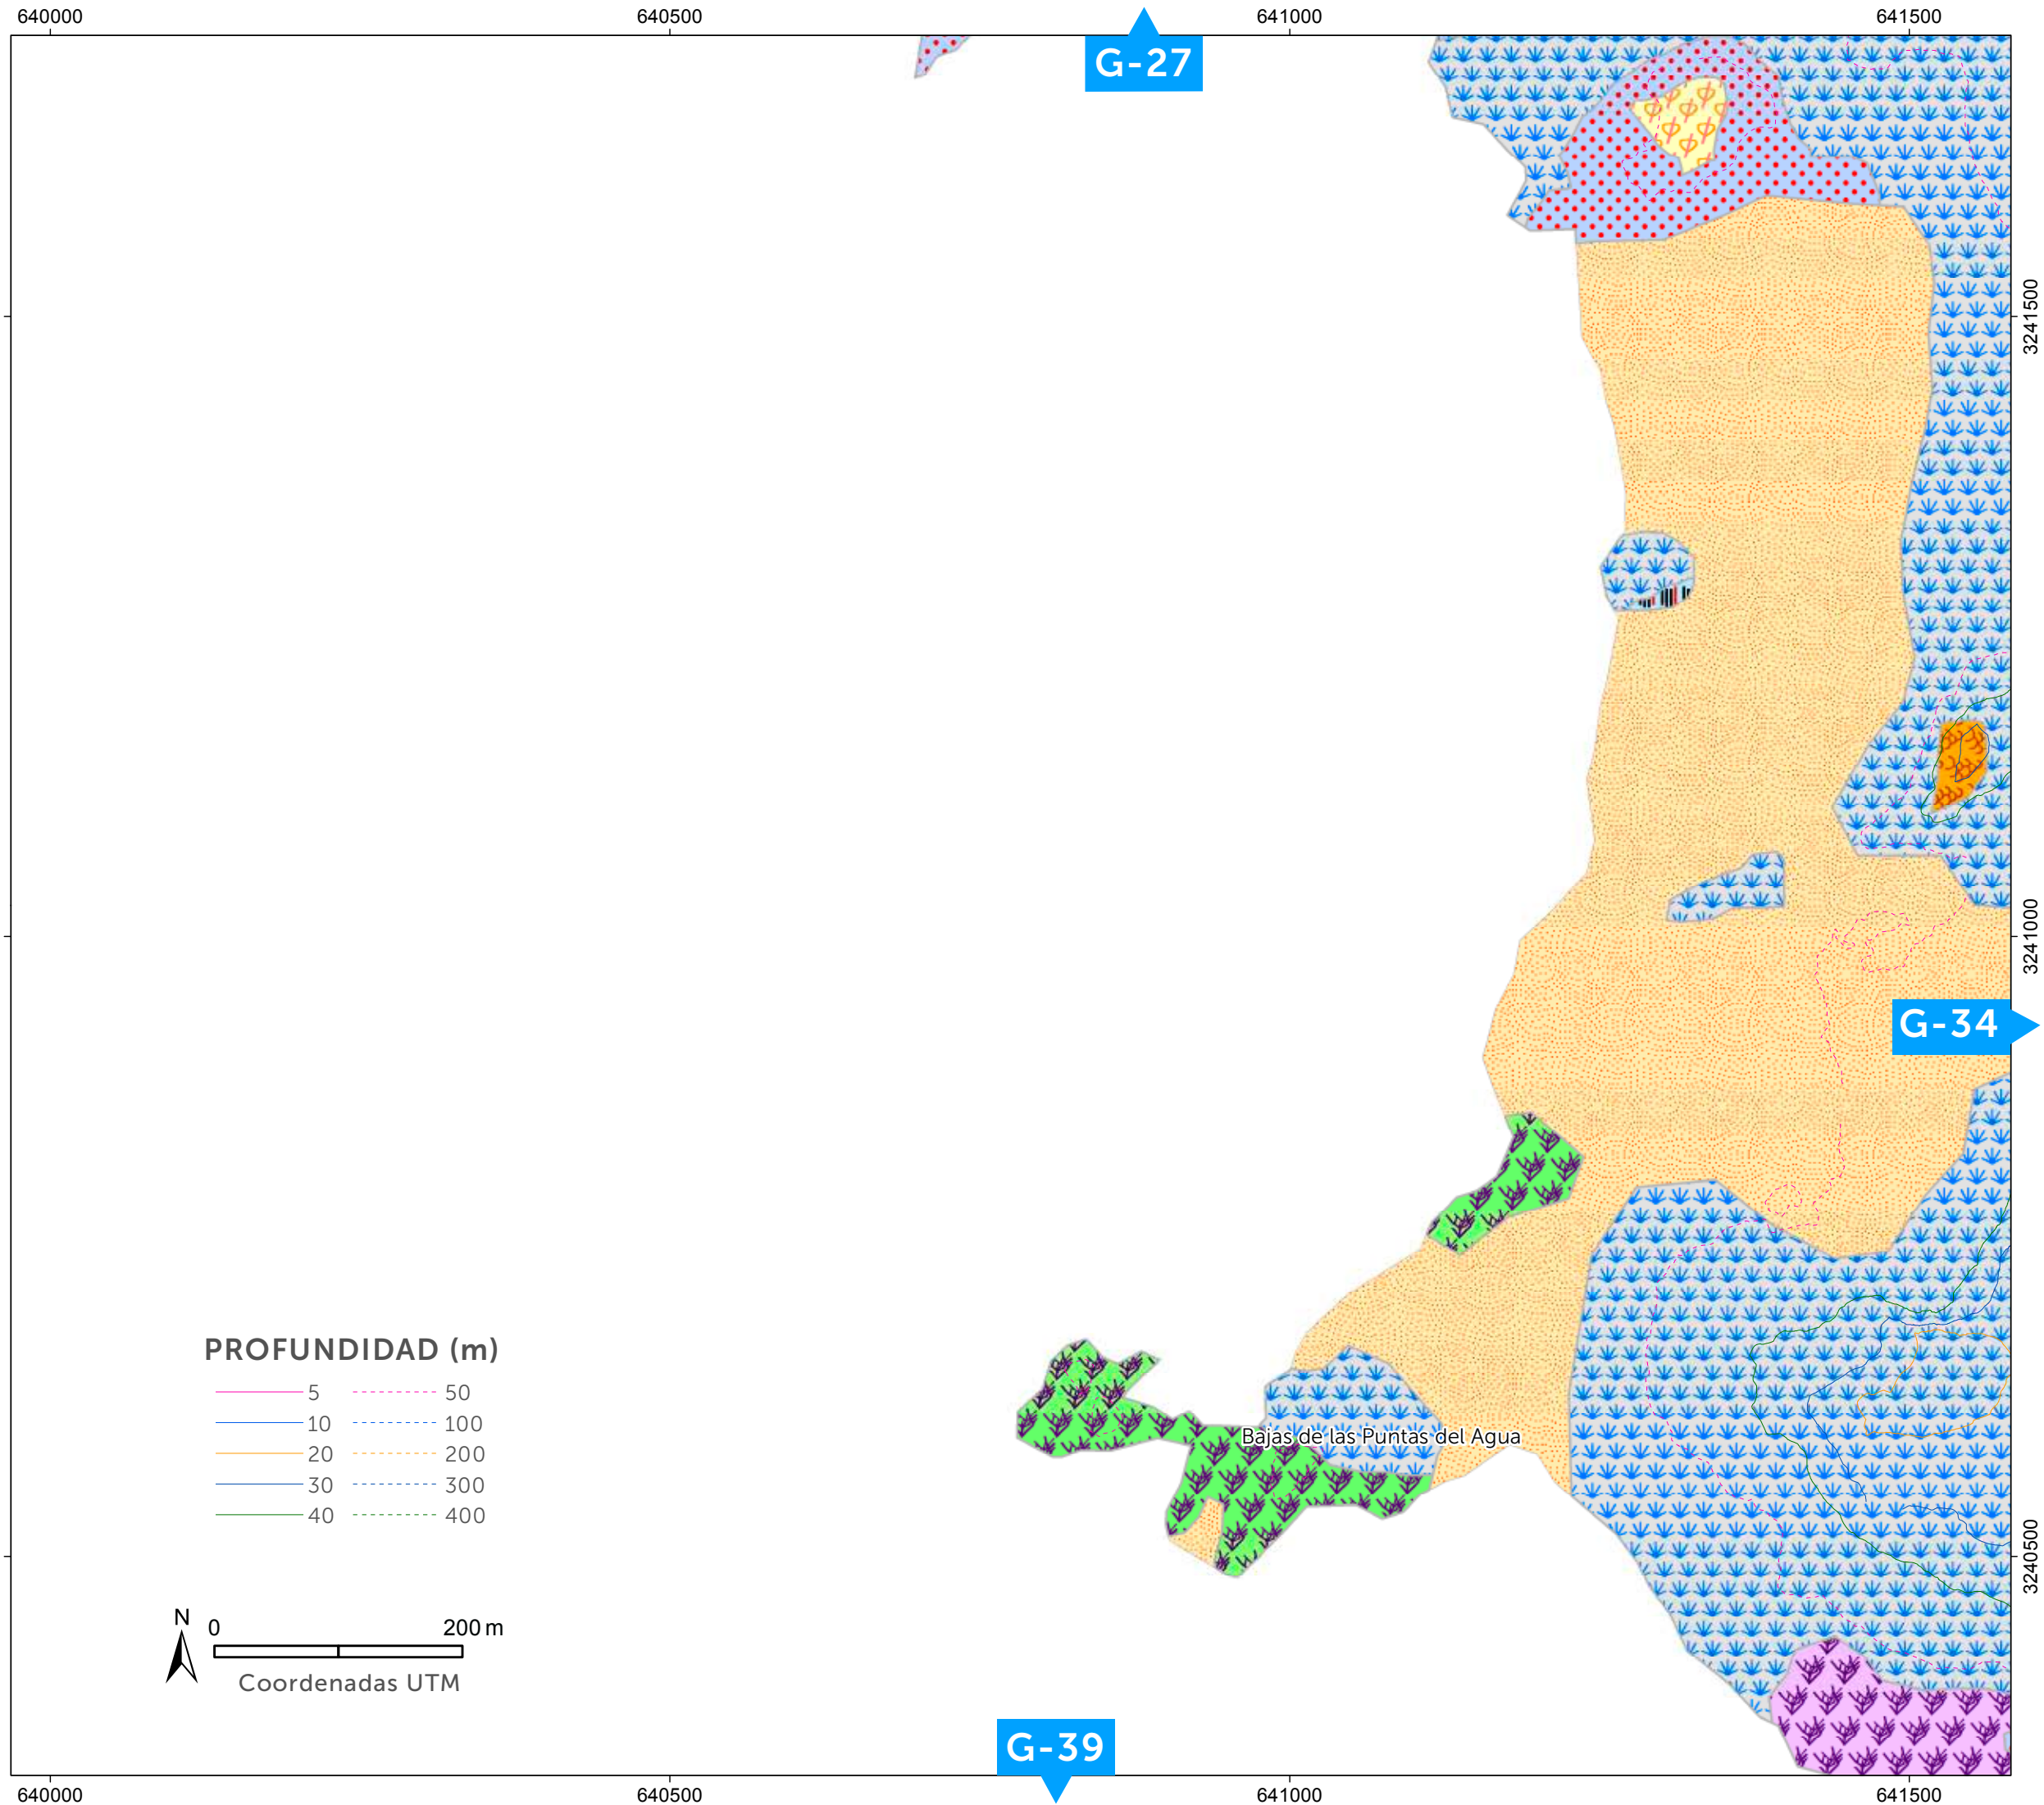 640000 640500 641000 641500
G-27
3241500
3241000
G-34
Bajas de las Puntas del Agua
PROFUNDIDAD (m)
5 50
10 100
20 200
30 300
40 400
3240500
N 0 200 m
Coordenadas UTM
G-39
640000 640500 641000 641500